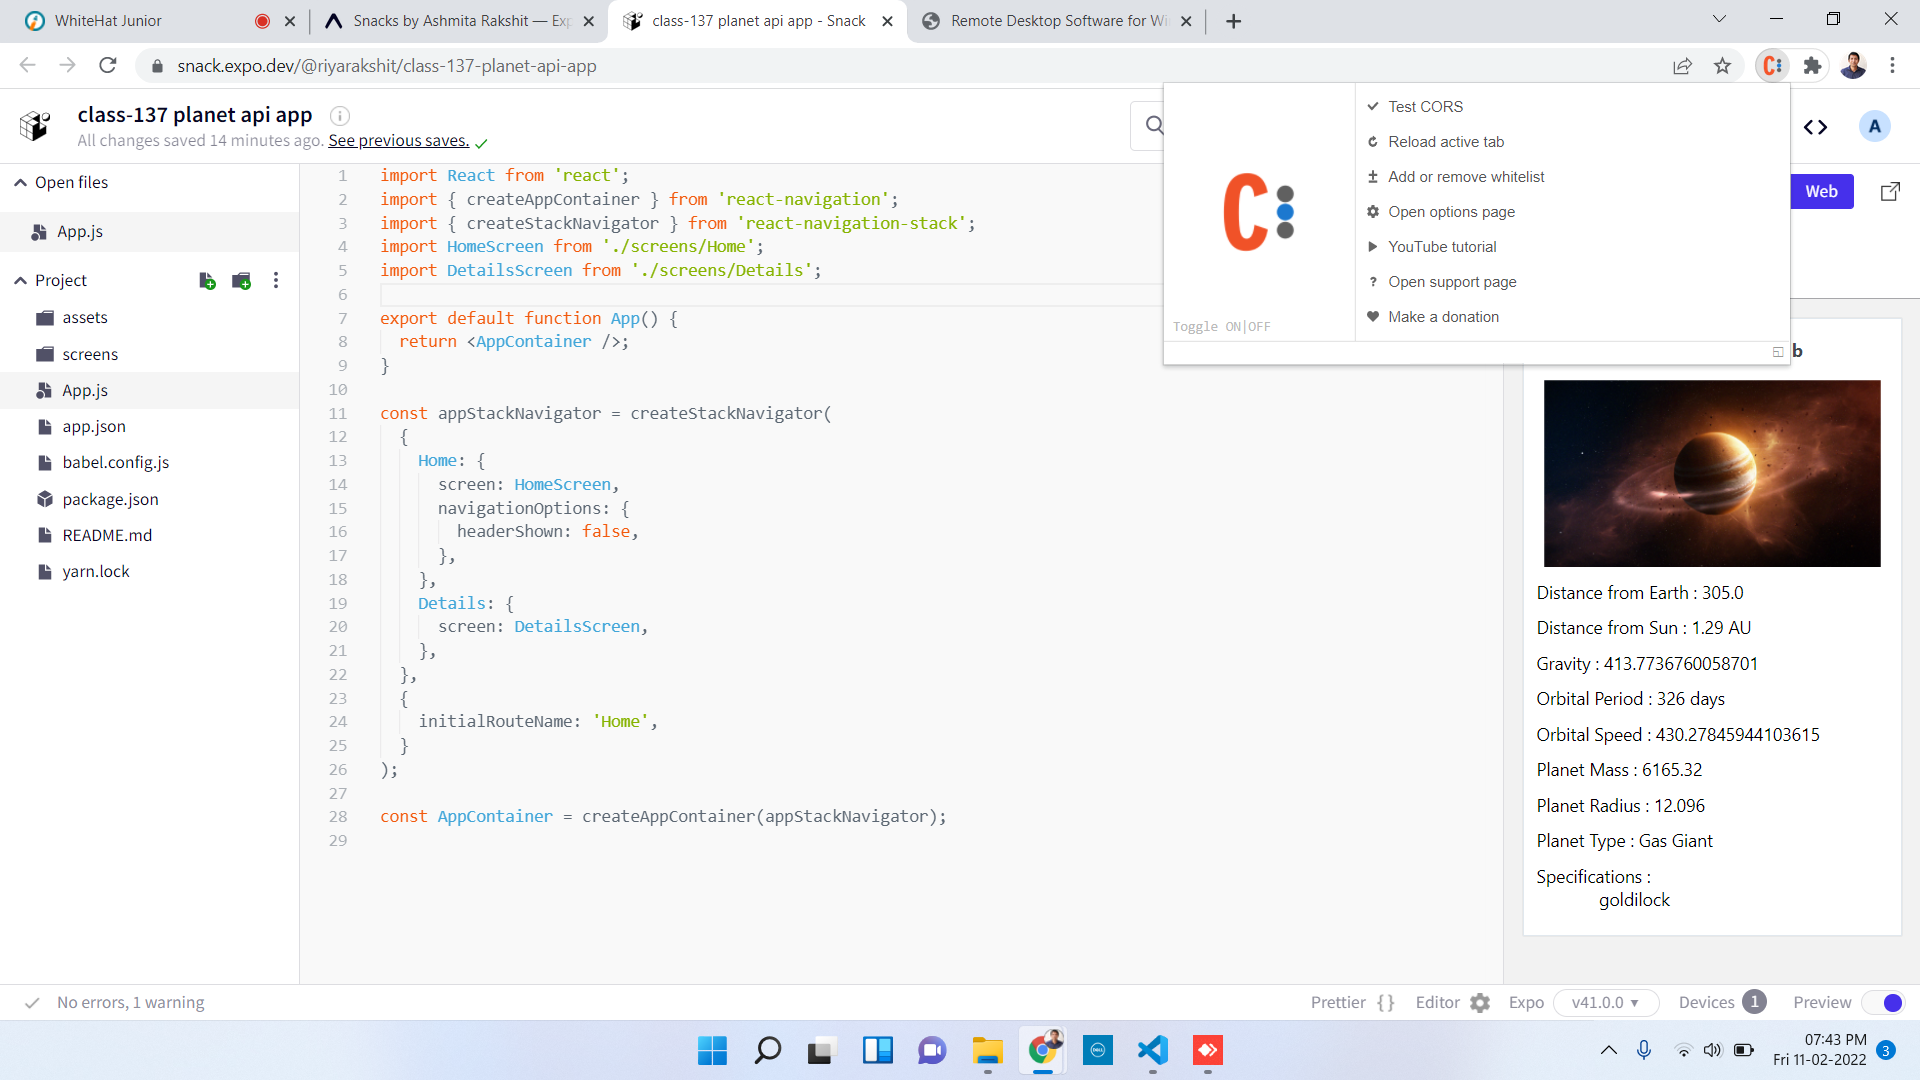 WhiteHat Junior
Snacks by Ashmita Rakshit — Exp
class-137 planet api app - Snack
Remote Desktop Software for Wi
snack.expo.dev/@riyarakshit/class-137-planet-api-app
class-137 planet api app
All changes saved 14 minutes ago. See previous saves.
A
Test CORS
Reload active tab
Add or remove whitelist
Open options page
YouTube tutorial
Open support page
Make a donation
Toggle ON|OFF
Web
Open files
App.js
Project
assets
screens
App.js
app.json
babel.config.js
package.json
README.md
yarn.lock
1 import React from 'react';
2 import { createAppContainer } from 'react-navigation';
3 import { createStackNavigator } from 'react-navigation-stack';
4 import HomeScreen from './screens/Home';
5 import DetailsScreen from './screens/Details';
6
7 export default function App() {
8 return <AppContainer />;
9 }
10
11 const appStackNavigator = createStackNavigator(
12 {
13 Home: {
14 screen: HomeScreen,
15 navigationOptions: {
16 headerShown: false,
17 },
18 },
19 Details: {
20 screen: DetailsScreen,
21 },
22 },
23 {
24 initialRouteName: 'Home',
25 }
26 );
27
28 const AppContainer = createAppContainer(appStackNavigator);
29
b
Distance from Earth : 305.0
Distance from Sun : 1.29 AU
Gravity : 413.7736760058701
Orbital Period : 326 days
Orbital Speed : 430.27845944103615
Planet Mass : 6165.32
Planet Radius : 12.096
Planet Type : Gas Giant
Specifications :
goldilock
No errors, 1 warning
Prettier { } Editor Expo v41.0.0 Devices 1 Preview
07:43 PM
Fri 11-02-2022
3